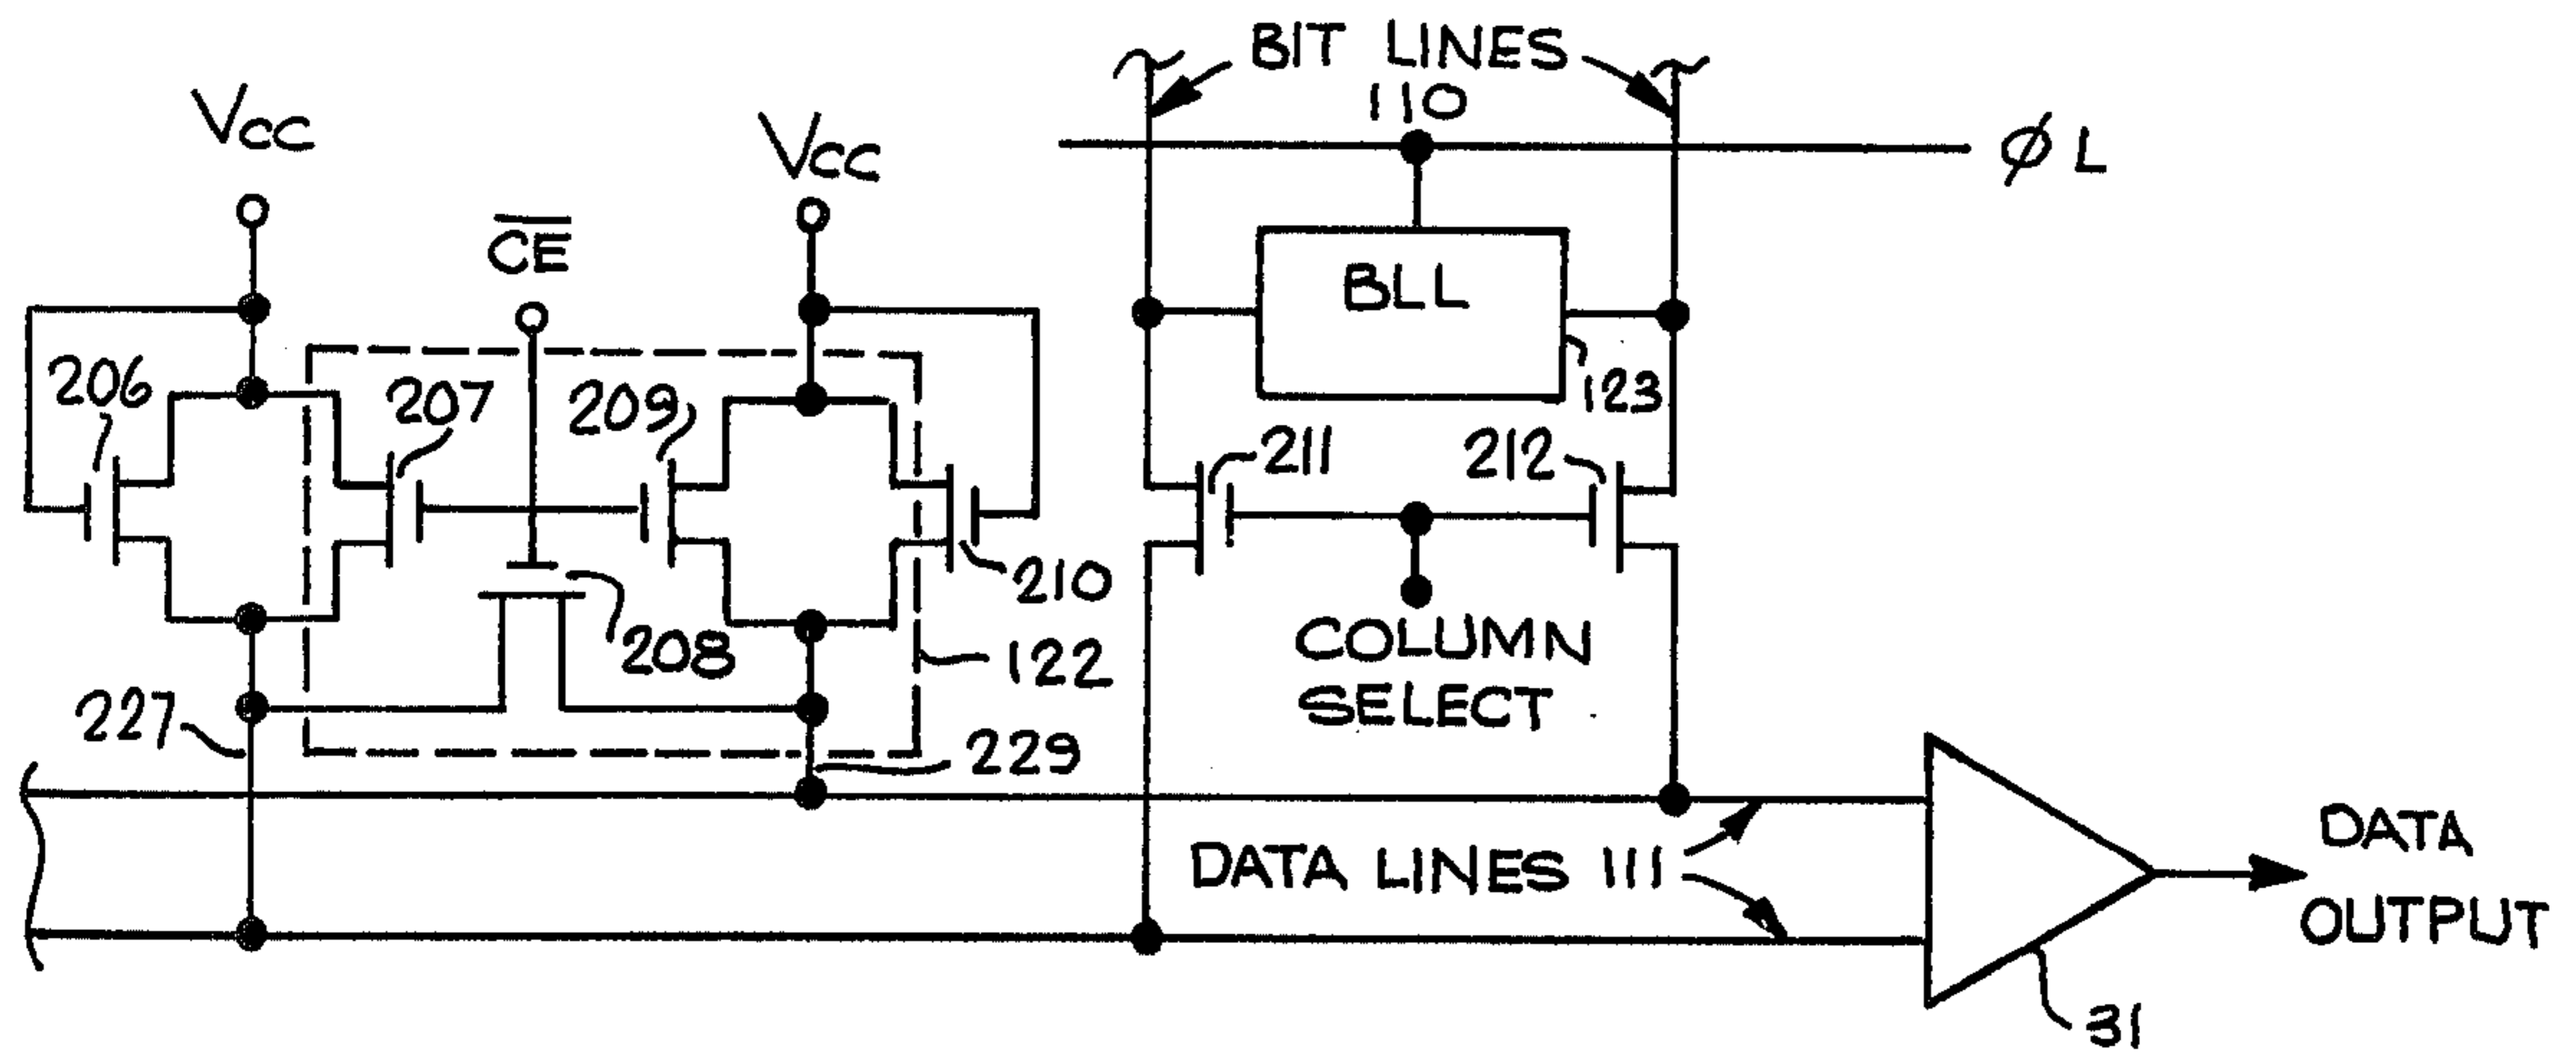 BIT LINES
110
VCC
VCC
ϕL
C̅E̅
BLL
206
207
209
123
211
212
210
208
122
COLUMN
SELECT
227
229
DATA LINES 111
DATA
OUTPUT
31